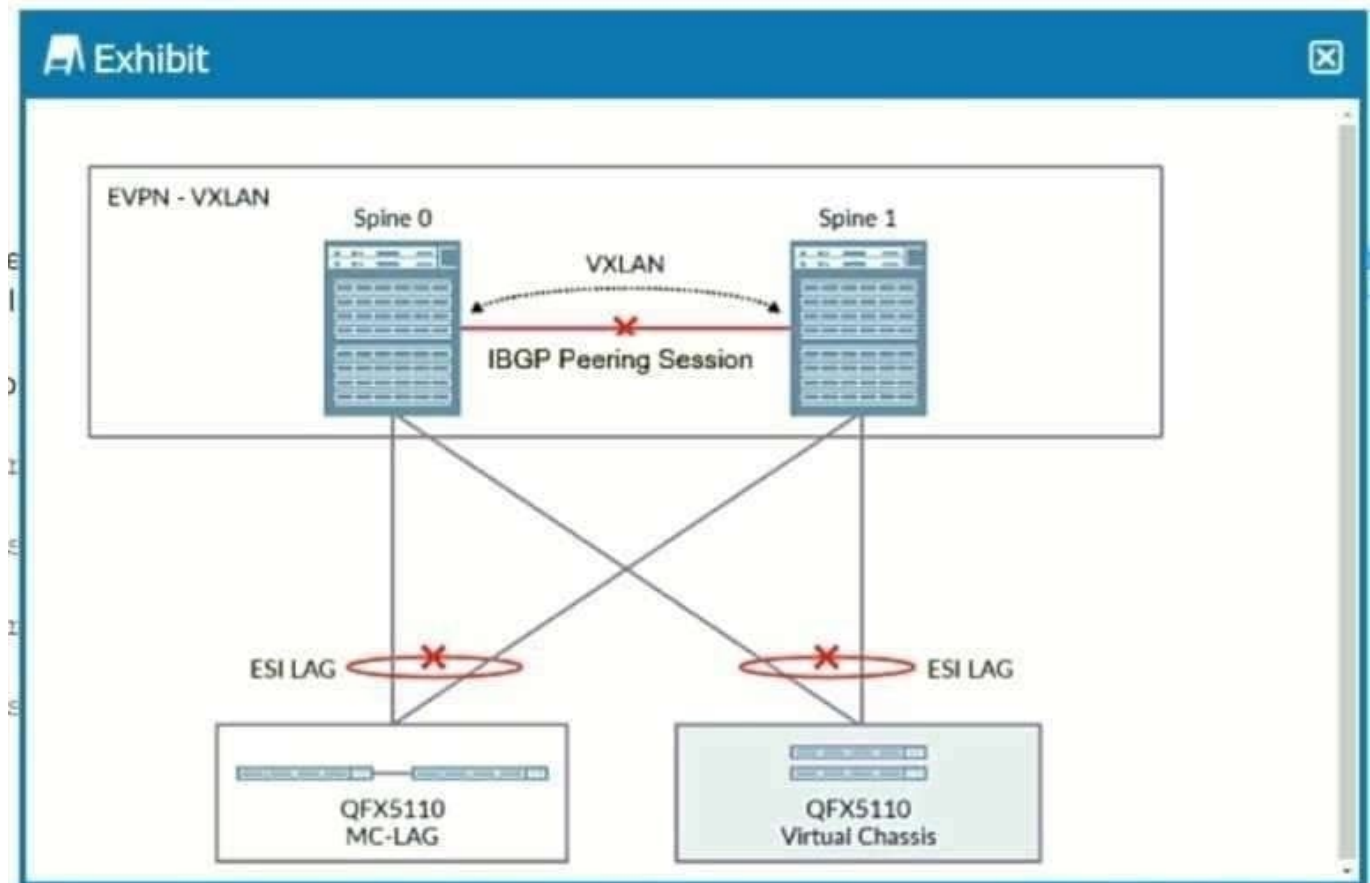 Exhibit
EVPN - VXLAN
Spine 0
Spine 1
VXLAN
IBGP Peering Session
ESI LAG
ESI LAG
QFX5110
MC-LAG
QFX5110
Virtual Chassis